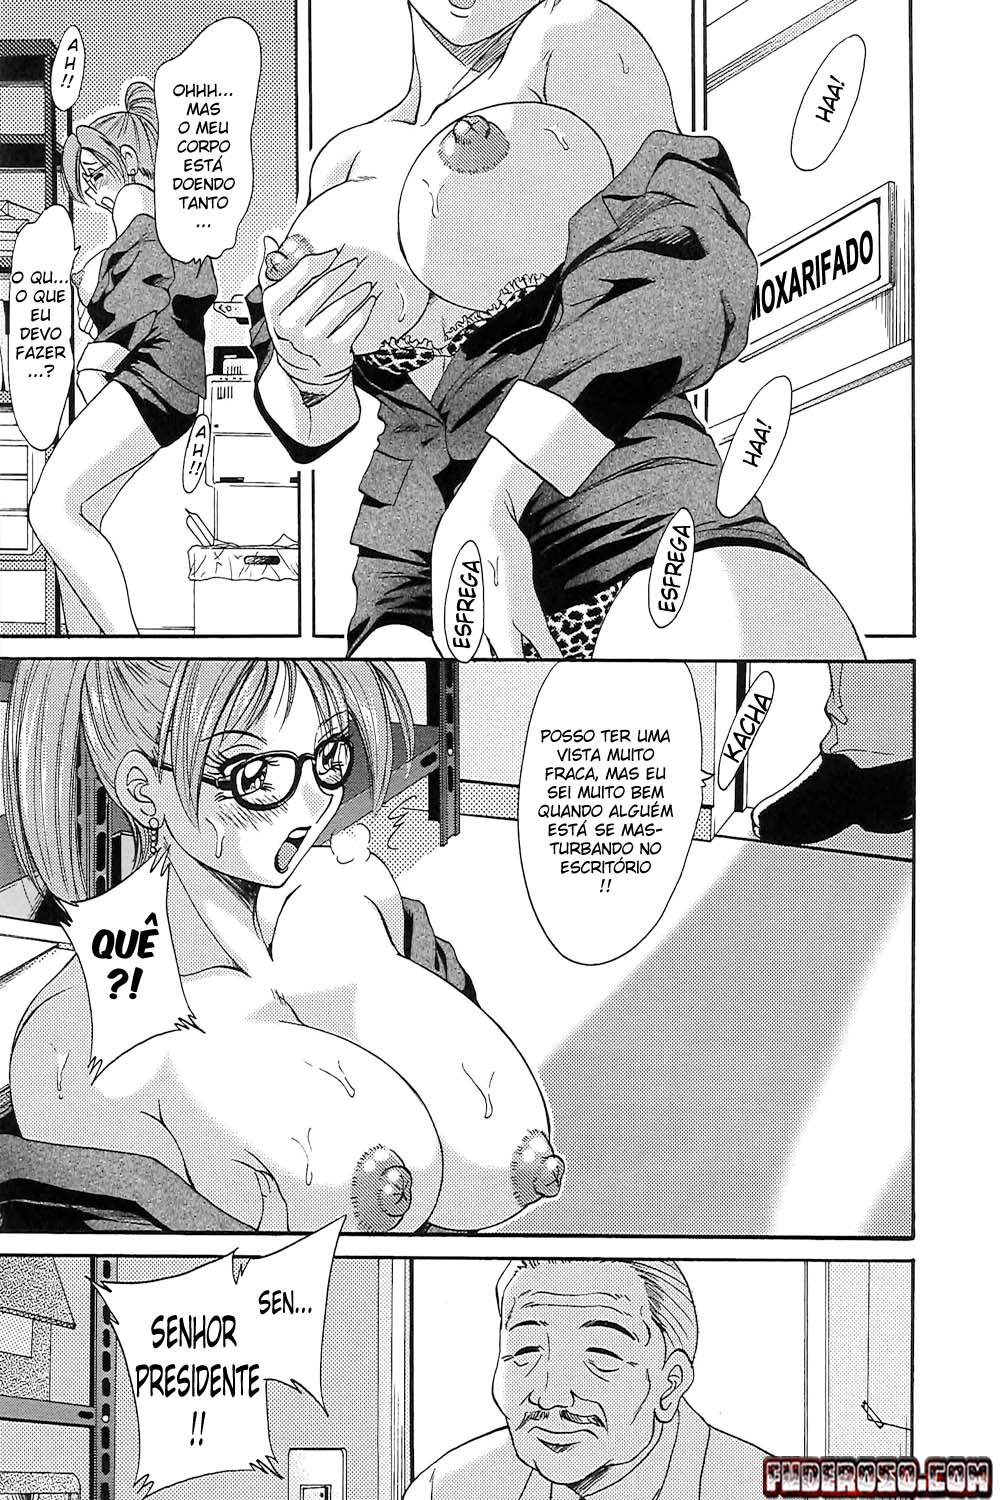 HAA!
MOXARIFADO
HAA!
ESFREGA
ESFREGA
AH!!
OHHH...
MAS
O MEU
CORPO
ESTÁ
DOENDO
TANTO
...
O QU...
O QUE
EU
DEVO
FAZER
...?
AH!!
KACHA
POSSO TER UMA
VISTA MUITO
FRACA, MAS EU
SEI MUITO BEM
QUANDO ALGUÉM
ESTÁ SE MAS-
TURBANDO NO
ESCRITÓRIO
!!
QUÊ
?!
SEN...
SENHOR
PRESIDENTE
!!
FUDEROSO.COM